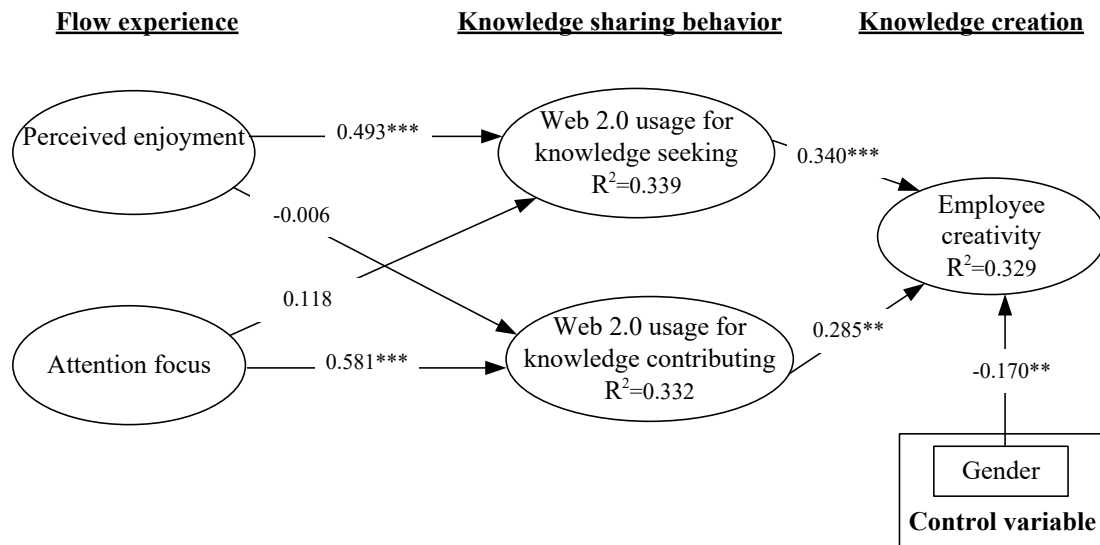 Flow experience
Knowledge sharing behavior
Knowledge creation
Perceived enjoyment
0.493***
Web 2.0 usage for
knowledge seeking
R²=0.339
0.340***
-0.006
Employee
creativity
R²=0.329
0.118
Attention focus
0.581***
Web 2.0 usage for
knowledge contributing
R²=0.332
0.285**
-0.170**
Gender
Control variable